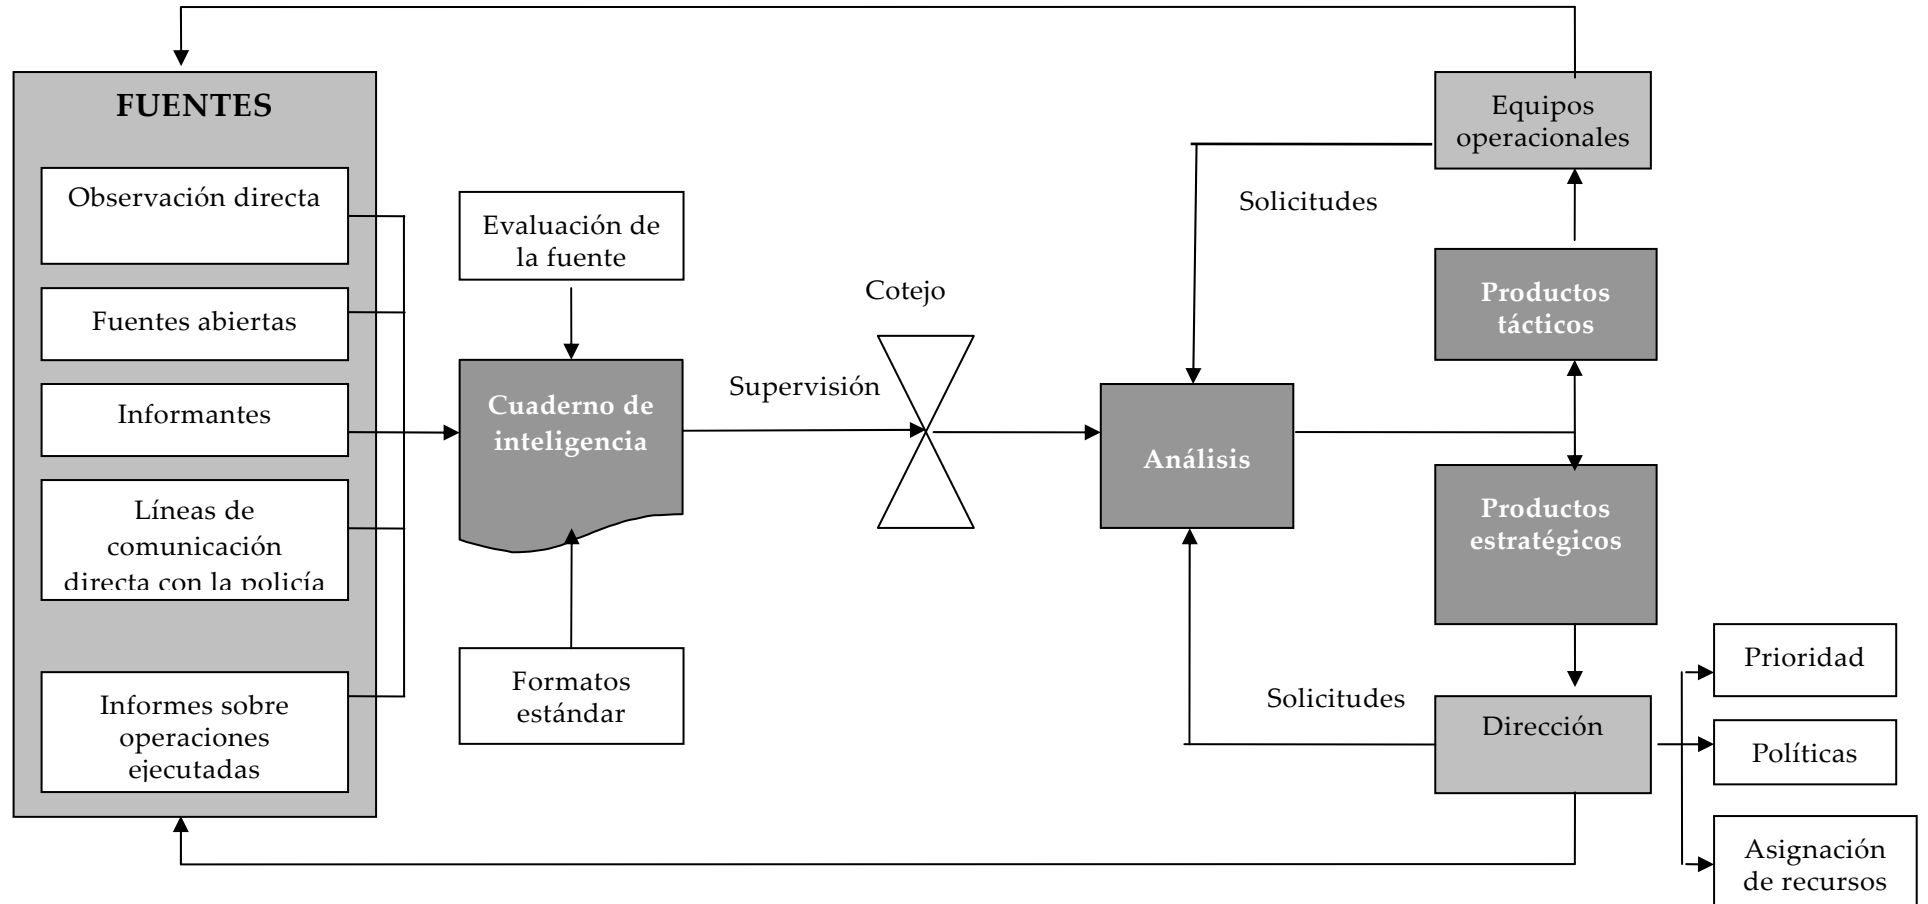 FUENTES
Observación directa
Fuentes abiertas
Informantes
Líneas de
comunicación
directa con la policía
Informes sobre
operaciones
ejecutadas
Evaluación de
la fuente
Cuaderno de
inteligencia
Formatos
estándar
Supervisión
Cotejo
Análisis
Solicitudes
Solicitudes
Equipos
operacionales
Productos
tácticos
Productos
estratégicos
Dirección
Prioridad
Políticas
Asignación
de recursos